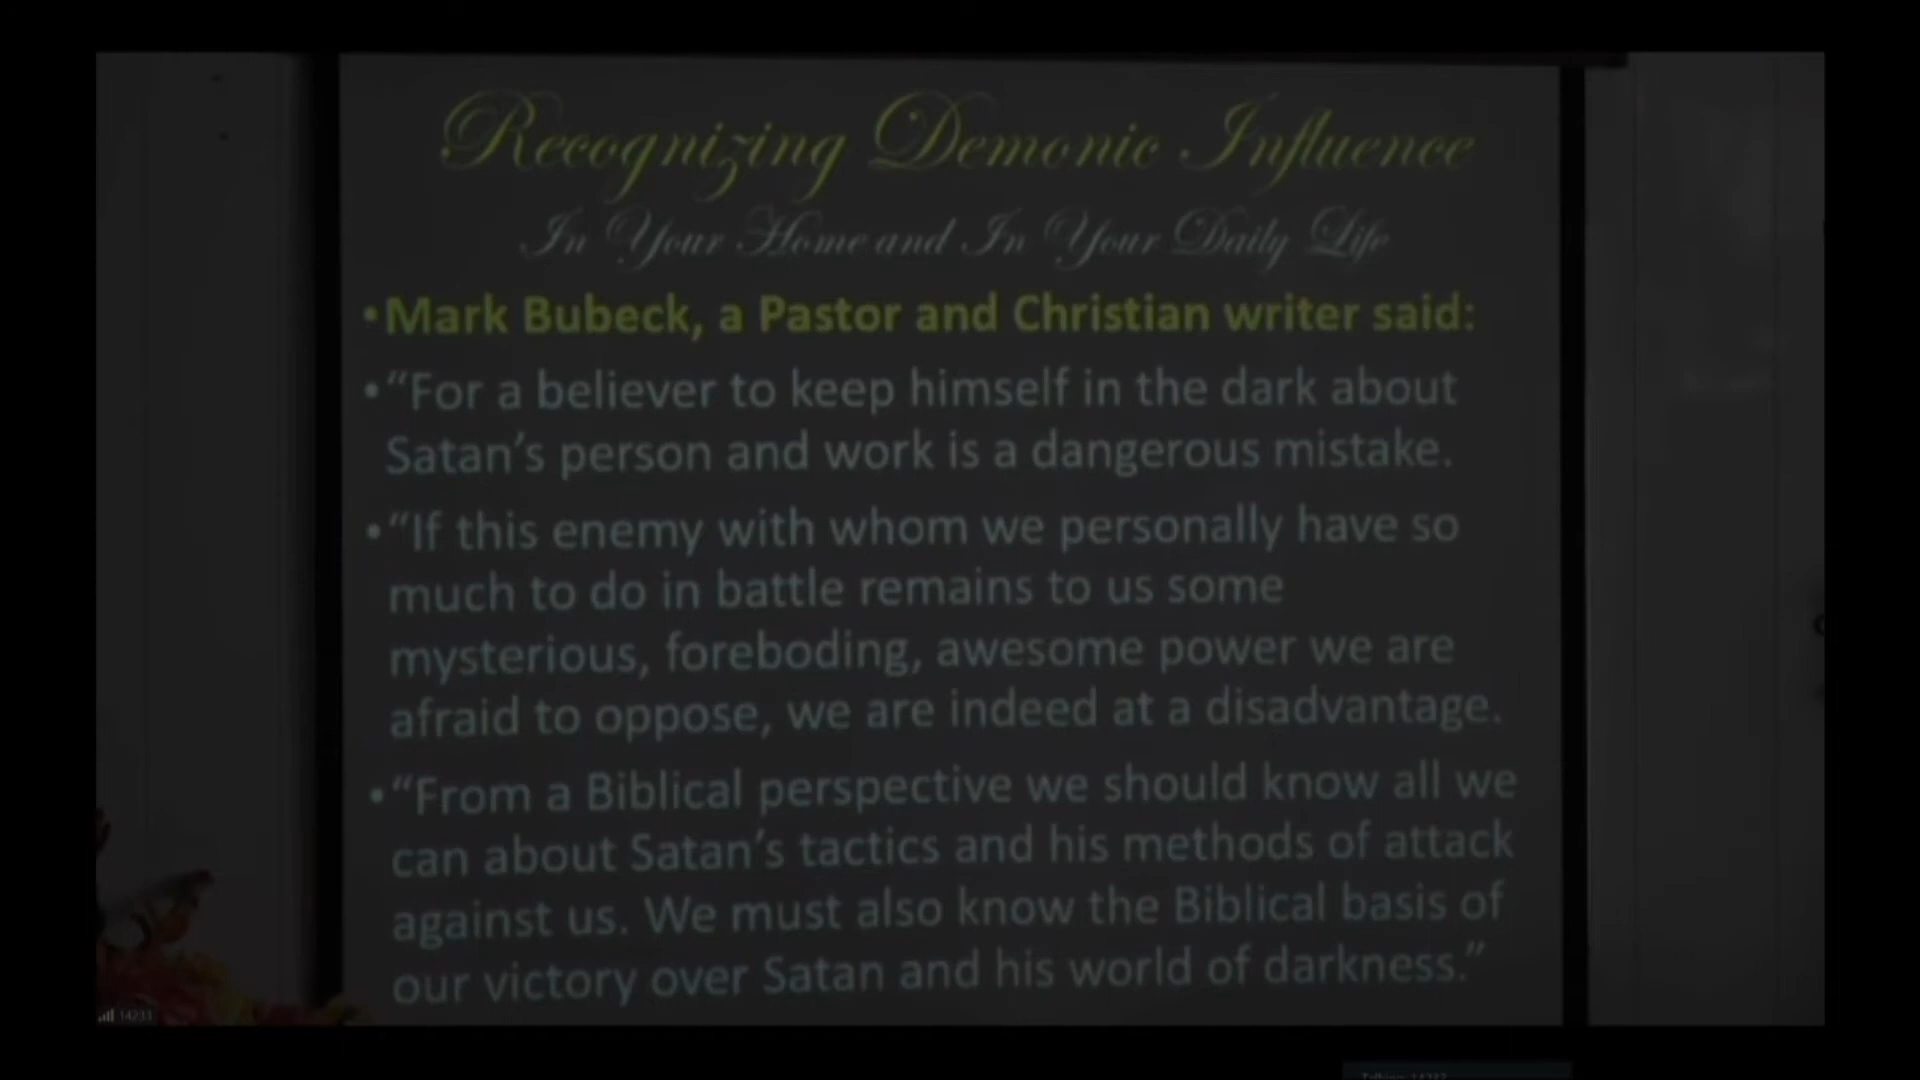 Recognizing Demonic Influence
In Your Home and In Your Daily Life
•Mark Bubeck, a Pastor and Christian writer said:
•“For a believer to keep himself in the dark about
Satan’s person and work is a dangerous mistake.
•“If this enemy with whom we personally have so
much to do in battle remains to us some
mysterious, foreboding, awesome power we are
afraid to oppose, we are indeed at a disadvantage.
•“From a Biblical perspective we should know all we
can about Satan’s tactics and his methods of attack
against us. We must also know the Biblical basis of
our victory over Satan and his world of darkness.”
14233